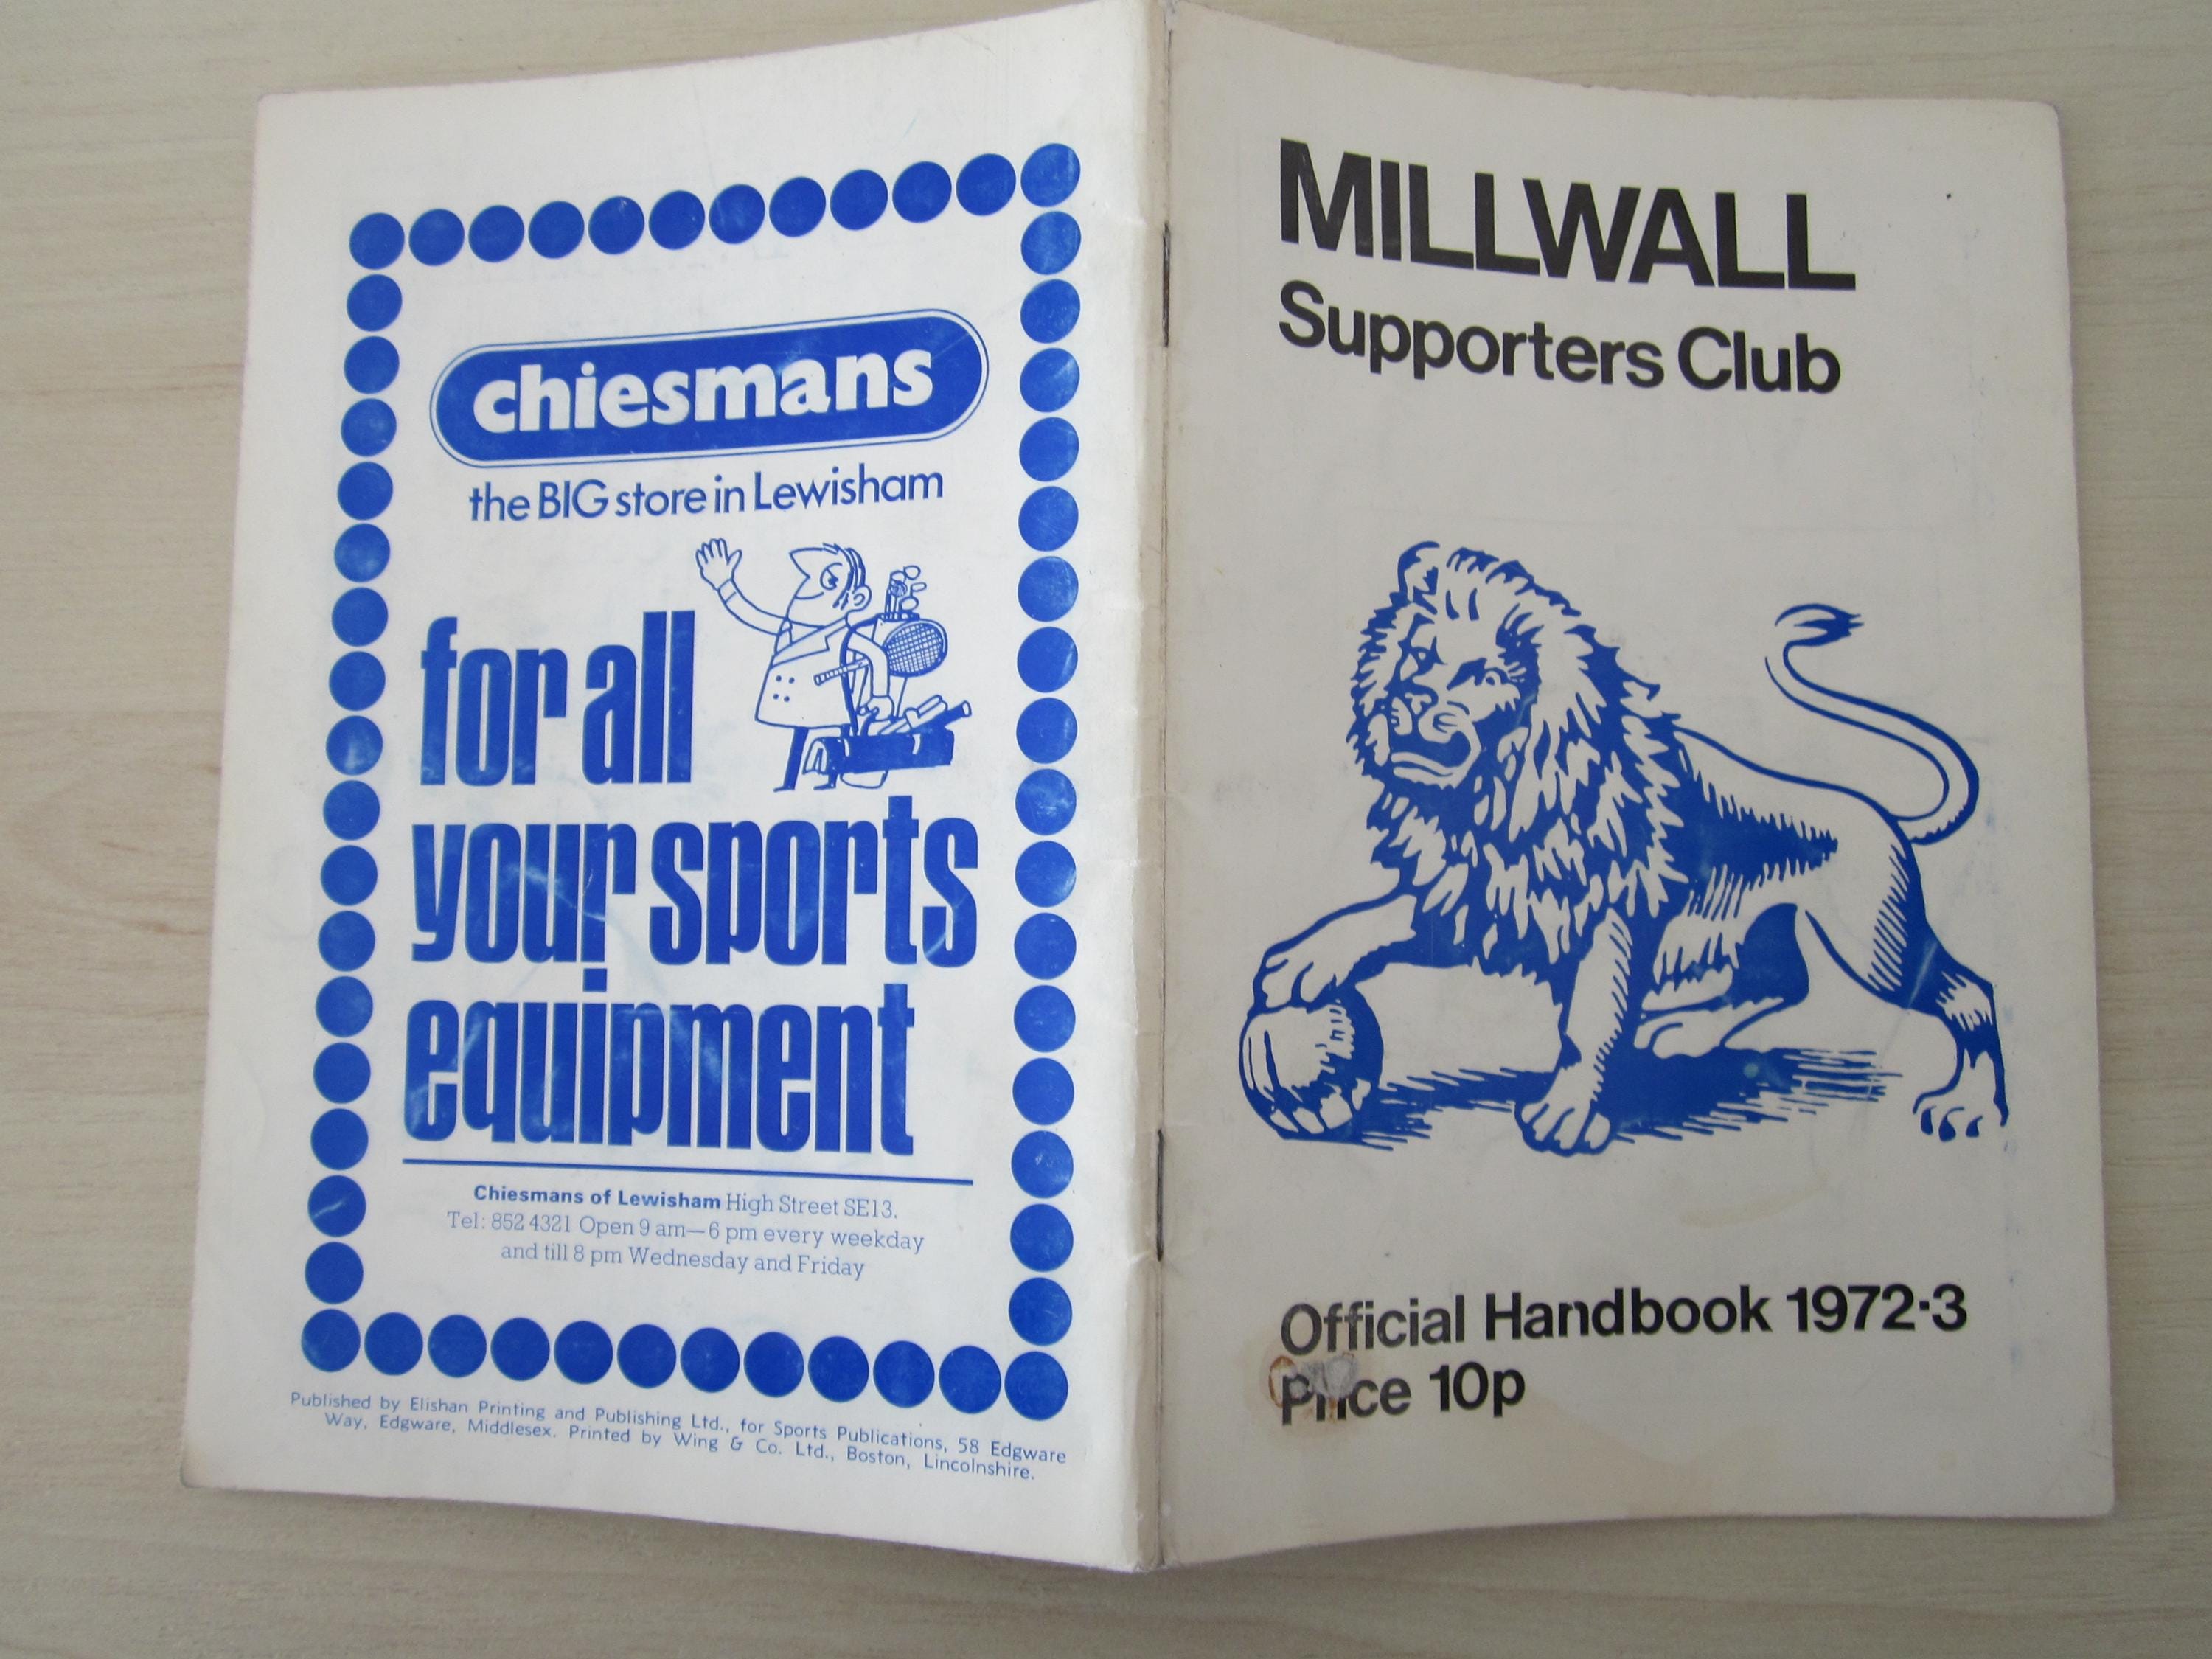 chiesmans
the BIG store in Lewisham
for all
your sports
equipment
Chiesmans of Lewisham High Street SE13.
Tel: 852 4321 Open 9 am—6 pm every weekday
and till 8 pm Wednesday and Friday
Published by Elishan Printing and Publishing Ltd., for Sports Publications, 58 Edgware
Way, Edgware, Middlesex. Printed by Wing & Co. Ltd., Boston, Lincolnshire.
MILLWALL
Supporters Club
Official Handbook 1972·3
Price 10p